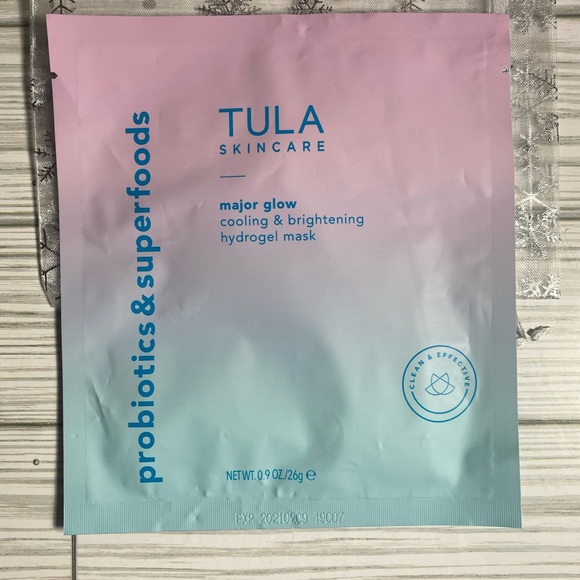 TULA
SKINCARE
major glow
cooling & brightening
hydrogel mask
probiotics & superfoods
CLEAN & EFFECTIVE
NET WT. 0.9 OZ./26g ℮
EXP 20210209 19007